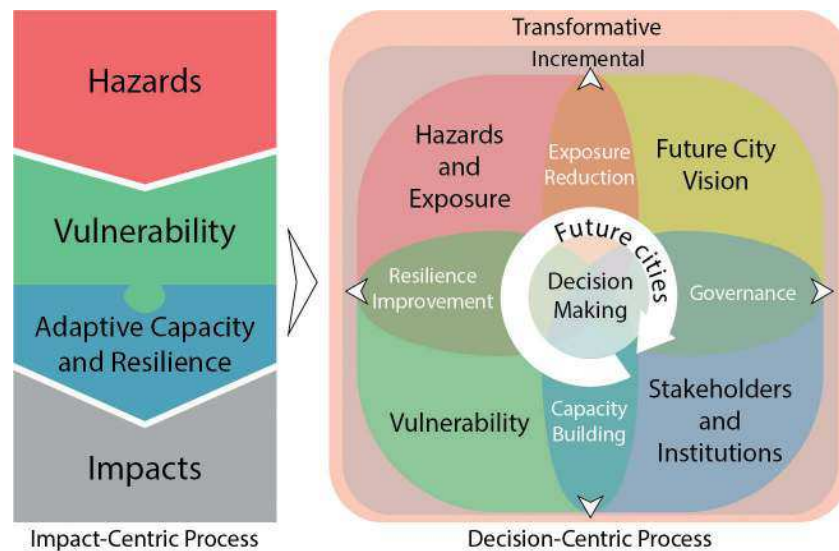 Hazards
Vulnerability
Adaptive Capacity
and Resilience
Impacts
Impact-Centric Process
Transformative
Incremental
Hazards
and
Exposure
Exposure
Reduction
Future City
Vision
Resilience
Improvement
Future cities
Decision
Making
Governance
Vulnerability
Capacity
Building
Stakeholders
and
Institutions
Decision-Centric Process